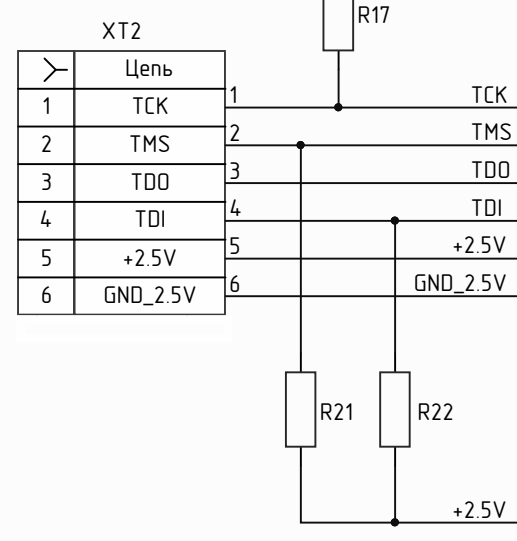 R17
XT2
Цепь
1 TCK 1 TCK
2 TMS 2 TMS
3 TDO 3 TDO
4 TDI 4 TDI
5 +2.5V 5 +2.5V
6 GND_2.5V 6 GND_2.5V
R21 R22
+2.5V